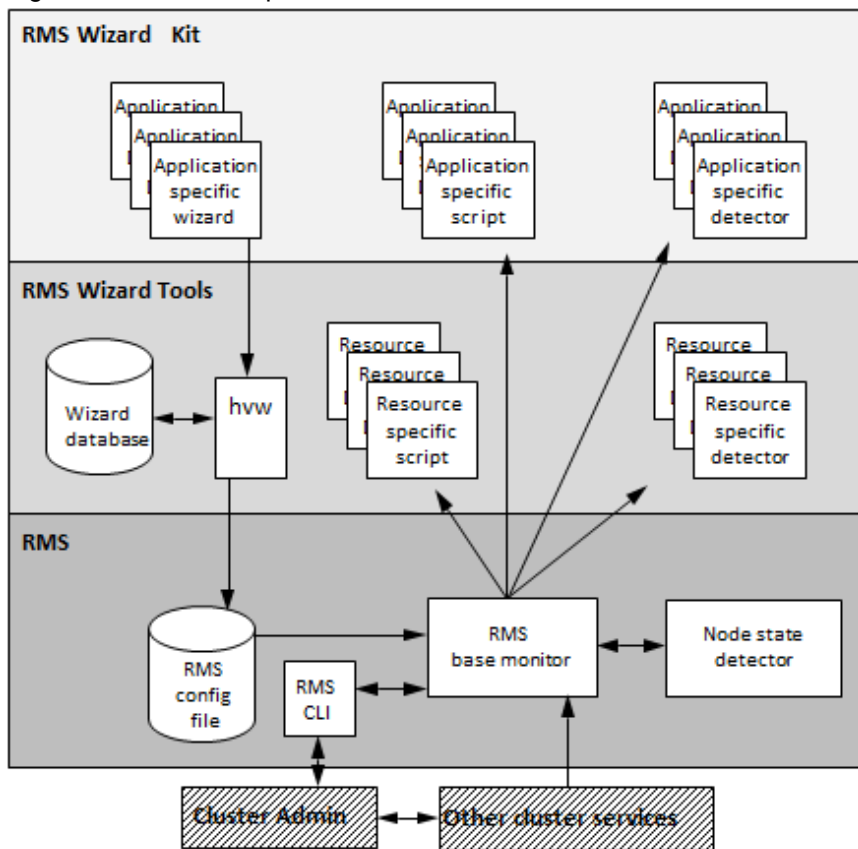 RMS Wizard Kit
Application
Application
Application
specific
wizard
Application
Application
Application
specific
script
Application
Application
Application
specific
detector
RMS Wizard Tools
Wizard
database
hvw
Resource
Resource
Resource
specific
script
Resource
Resource
Resource
specific
detector
RMS
RMS
config
file
RMS
CLI
RMS
base monitor
Node state
detector
Cluster Admin
Other cluster services